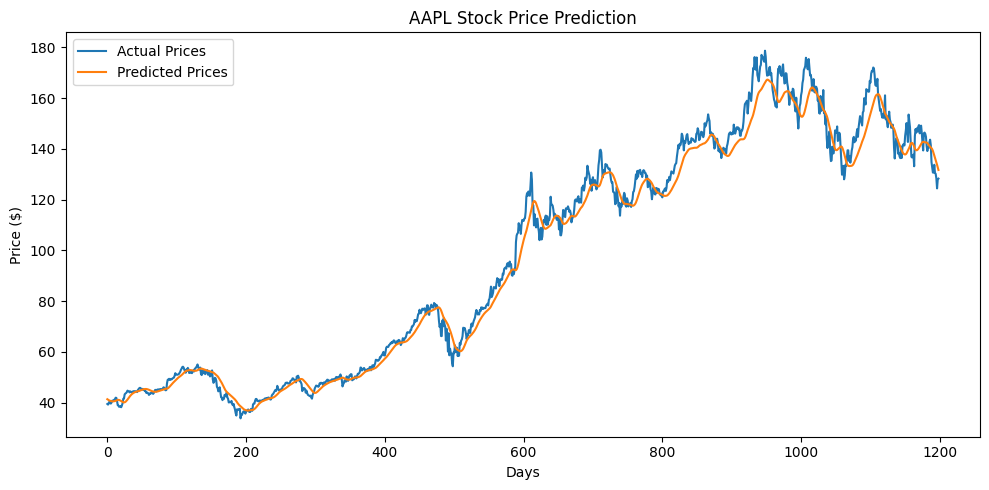 AAPL Stock Price Prediction
Actual Prices
Predicted Prices
Price ($)
180
160
140
120
100
80
60
40
0 200 400 600 800 1000 1200
Days